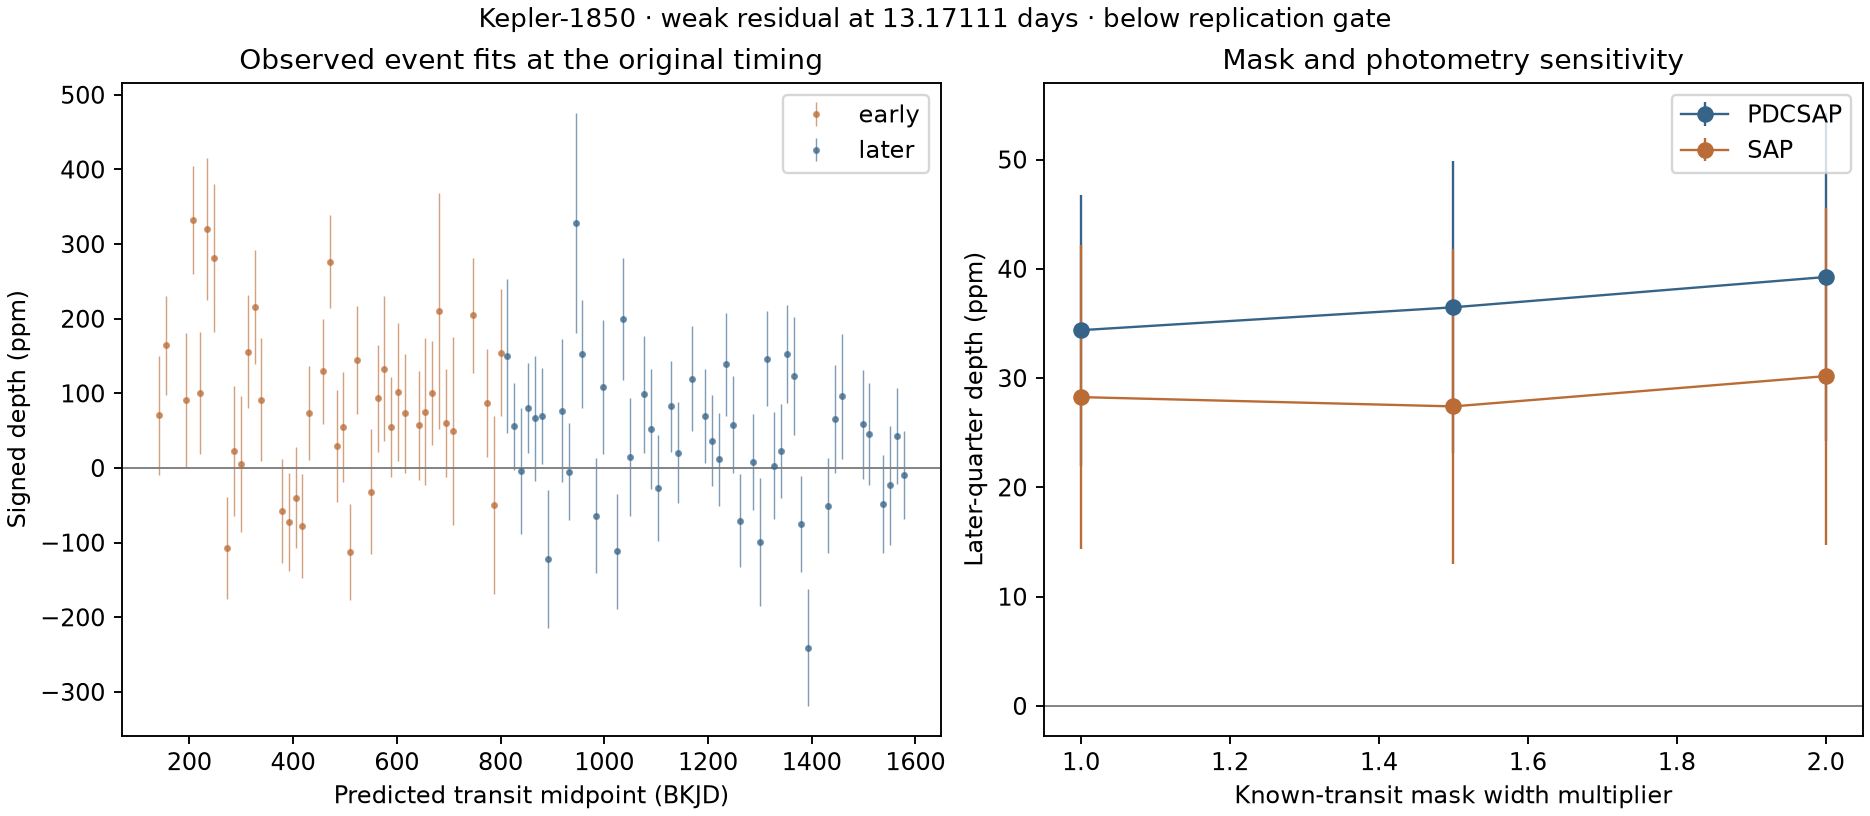 Kepler-1850 · weak residual at 13.17111 days · below replication gate
Observed event fits at the original timing
500
400
300
200
100
0
−100
−200
−300
Signed depth (ppm)
early
later
200
400
600
800
1000
1200
1400
1600
Predicted transit midpoint (BKJD)
Mask and photometry sensitivity
50
40
30
20
10
0
Later-quarter depth (ppm)
PDCSAP
SAP
1.0
1.2
1.4
1.6
1.8
2.0
Known-transit mask width multiplier